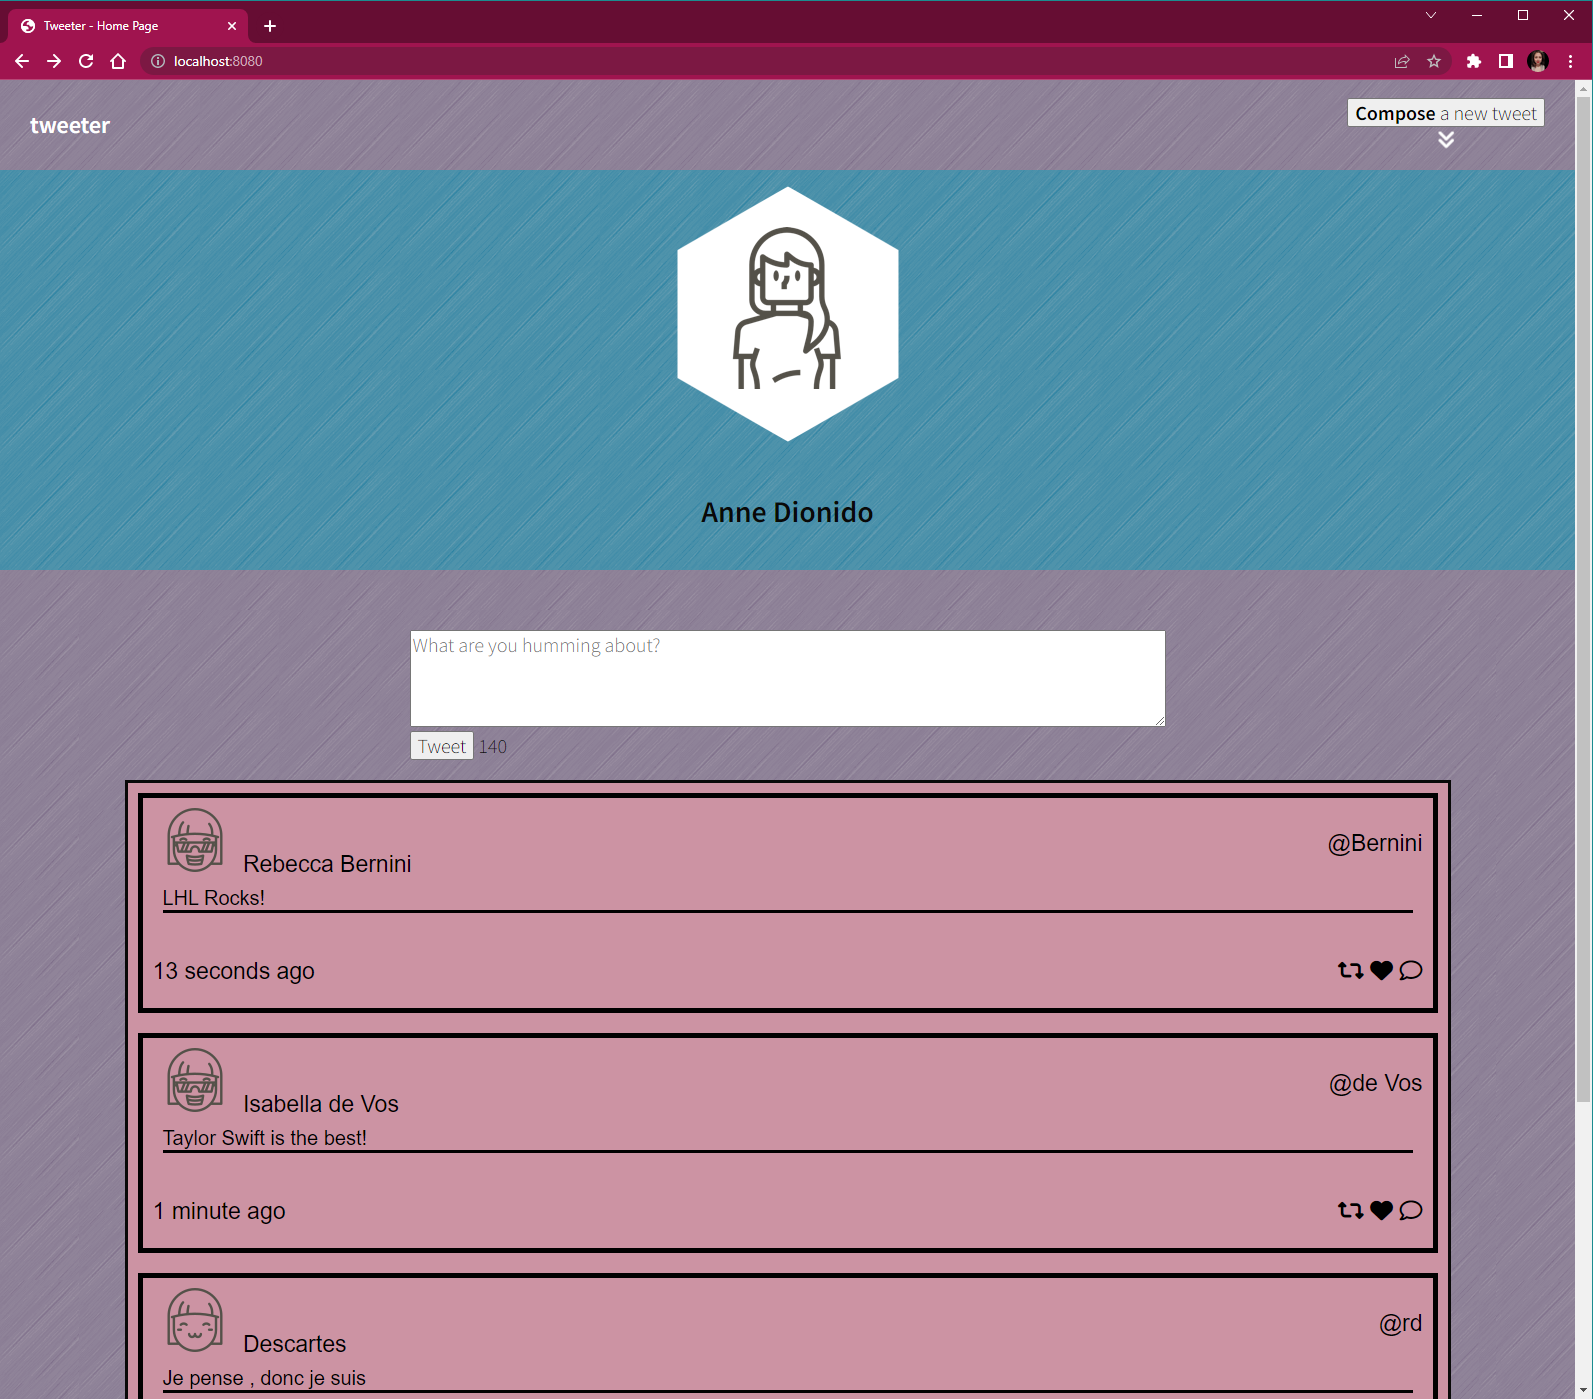 Tweeter - Home Page
localhost:8080
tweeter
Compose a new tweet
Anne Dionido
What are you humming about?
Tweet 140
Rebecca Bernini
@Bernini
LHL Rocks!
13 seconds ago
Isabella de Vos
@de Vos
Taylor Swift is the best!
1 minute ago
Descartes
@rd
Je pense , donc je suis